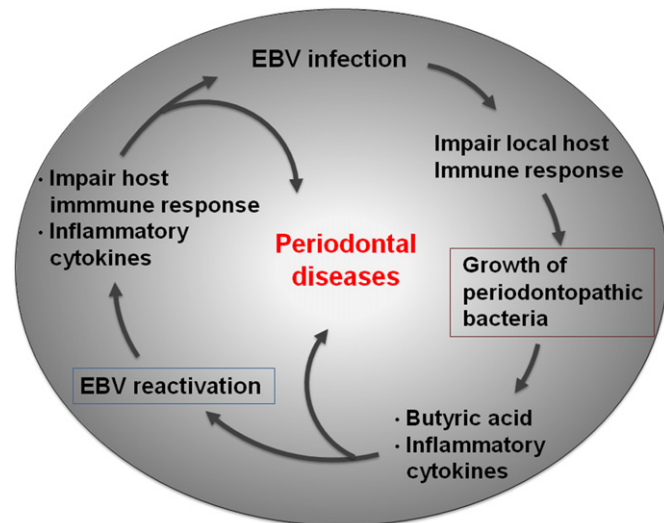 EBV infection
Impair local host
Immune response
Growth of
periodontopathic
bacteria
· Butyric acid
· Inflammatory
cytokines
EBV reactivation
· Impair host
immmune response
· Inflammatory
cytokines
Periodontal
diseases